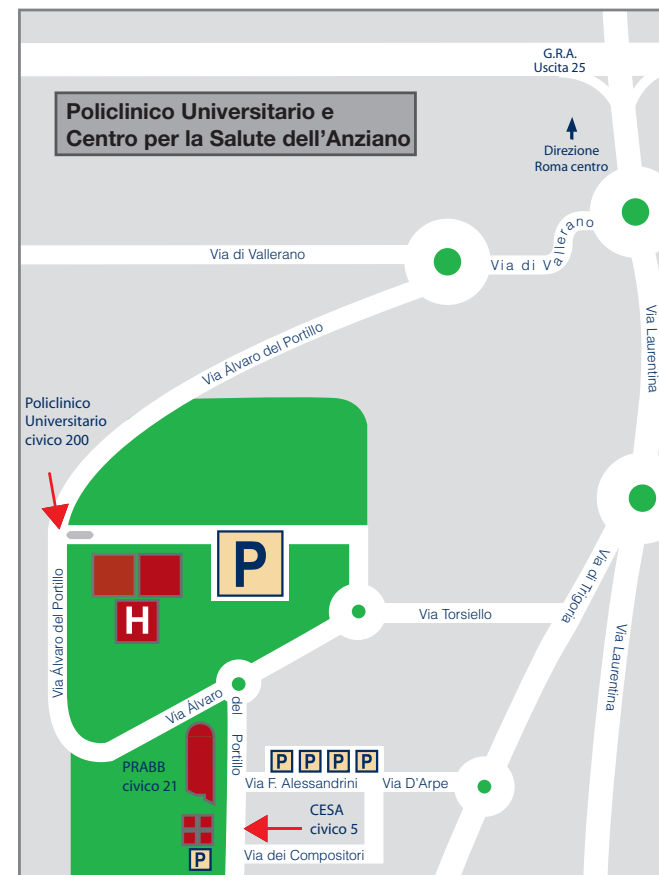 G.R.A.
Uscita 25
Policlinico Universitario e
Centro per la Salute dell'Anziano
Direzione
Roma centro
Via di Vallerano
Via di Vallerano
Via Laurentina
Via Álvaro del Portillo
Policlinico
Universitario
civico 200
P
H
Via Álvaro del Portillo
Via di Trigoria
Via Torsiello
Via Laurentina
Via Álvaro del Portillo
PRABB
civico 21
P P P P
Via F. Alessandrini
Via D'Arpe
CESA
civico 5
Via dei Compositori
P